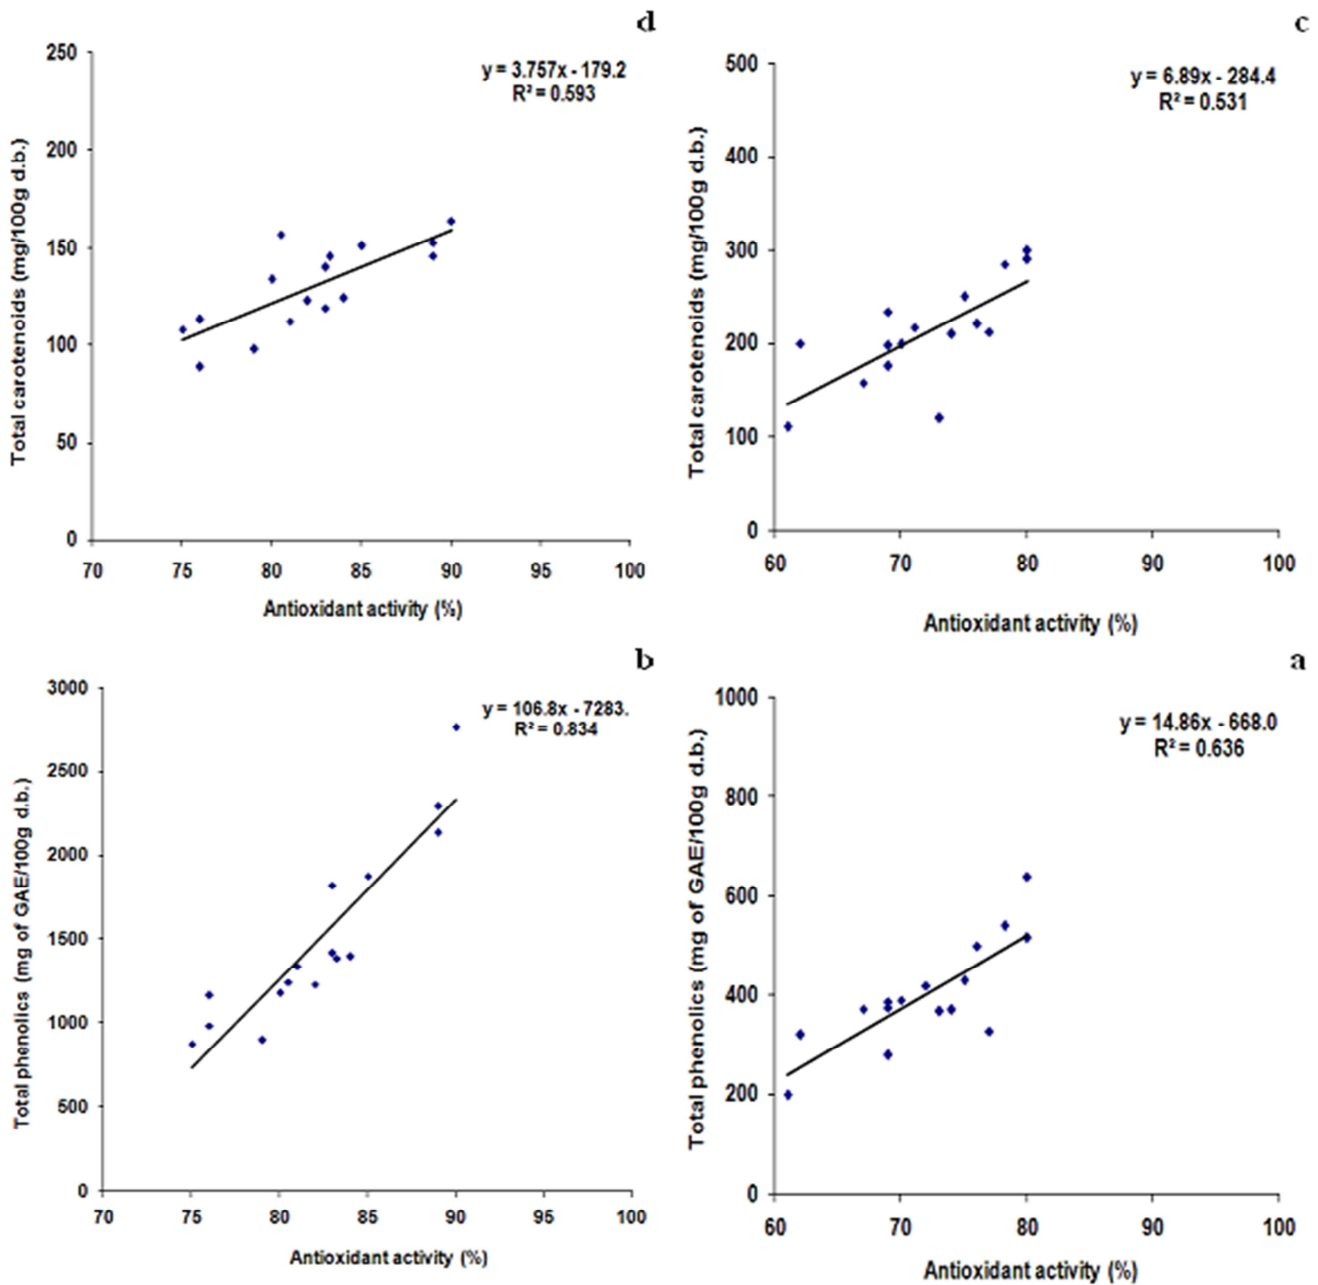 d
250
200
150
100
50
0
70 75 80 85 90 95 100
Total carotenoids (mg/100g d.b.)
Antioxidant activity (%)
y = 3.757x - 179.2
R² = 0.593
c
500
400
300
200
100
0
60 70 80 90 100
Total carotenoids (mg/100g d.b.)
Antioxidant activity (%)
y = 6.89x - 284.4
R² = 0.531
b
3000
2500
2000
1500
1000
500
0
70 75 80 85 90 95 100
Total phenolics (mg of GAE/100g d.b.)
Antioxidant activity (%)
y = 106.8x - 7283.
R² = 0.834
a
1000
800
600
400
200
0
60 70 80 90 100
Total phenolics (mg of GAE/100g d.b.)
Antioxidant activity (%)
y = 14.86x - 668.0
R² = 0.636